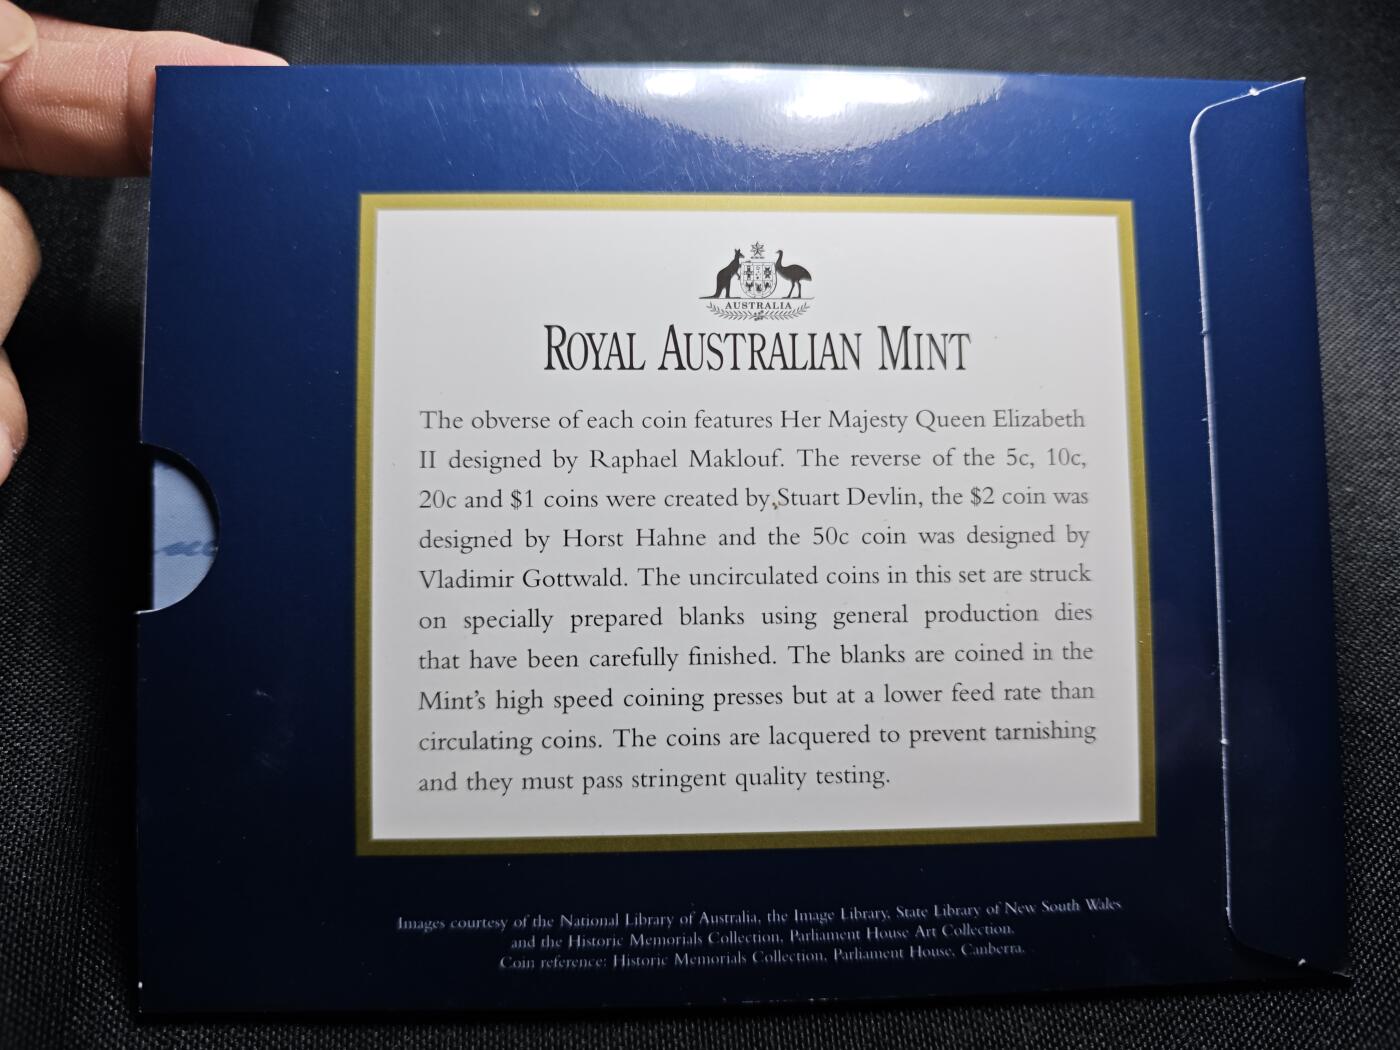 AUSTRALIA
ROYAL AUSTRALIAN MINT
The obverse of each coin features Her Majesty Queen Elizabeth
II designed by Raphael Maklouf. The reverse of the 5c, 10c,
20c and $1 coins were created by Stuart Devlin, the $2 coin was
designed by Horst Hahne and the 50c coin was designed by
Vladimir Gottwald. The uncirculated coins in this set are struck
on specially prepared blanks using general production dies
that have been carefully finished. The blanks are coined in the
Mint's high speed coining presses but at a lower feed rate than
circulating coins. The coins are lacquered to prevent tarnishing
and they must pass stringent quality testing.
Images courtesy of the National Library of Australia, the Image Library, State Library of New South Wales
and the Historic Memorials Collection, Parliament House Art Collection.
Coin reference: Historic Memorials Collection, Parliament House, Canberra.